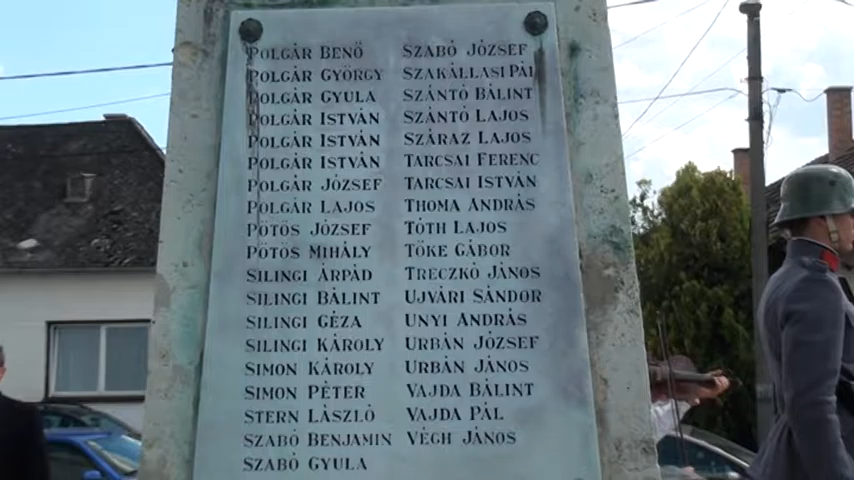 POLGÁR BENŐ
POLGÁR GYÖRGY
POLGÁR GYULA
POLGÁR ISTVÁN
POLGÁR ISTVÁN
POLGÁR ISTVÁN
POLGÁR JÓZSEF
POLGÁR LAJOS
PÖTÖS JÓZSEF
PÖTÖS MIHÁLY
SILINGI ÁRPÁD
SILINGI BÁLINT
SILINGI GÉZA
SILINGI KÁROLY
SIMON KÁROLY
SIMON PÉTER
STERN LÁSZLÓ
SZABÓ BENJAMIN
SZABÓ GYULA
SZABÓ JÓZSEF
SZAKÁLLASI PÁL
SZÁNTÓ BÁLINT
SZÁNTÓ LAJOS
SZÁRAZ LAJOS
TARCSAI FERENC
TARCSAI ISTVÁN
THOMA ANDRÁS
TÓTH LAJOS
TŐKE GÁBOR
TRECZKÓ JÁNOS
UJVÁRI SÁNDOR
UNYI ANDRÁS
URBÁN JÓZSEF
URBÁN JÁNOS
VAJDA BÁLINT
VAJDA PÁL
VÉGH JÁNOS